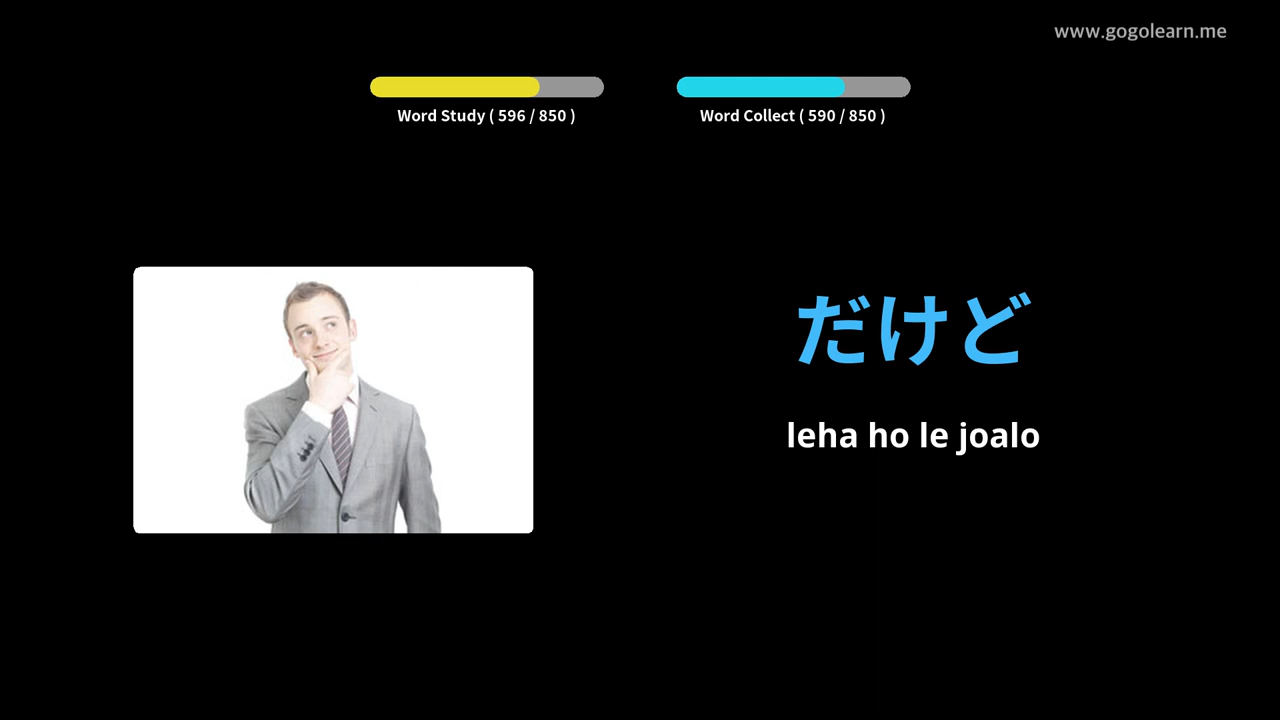 www.gogolearn.me
Word Study ( 596 / 850 )
Word Collect ( 590 / 850 )
だけど
leha ho le joalo